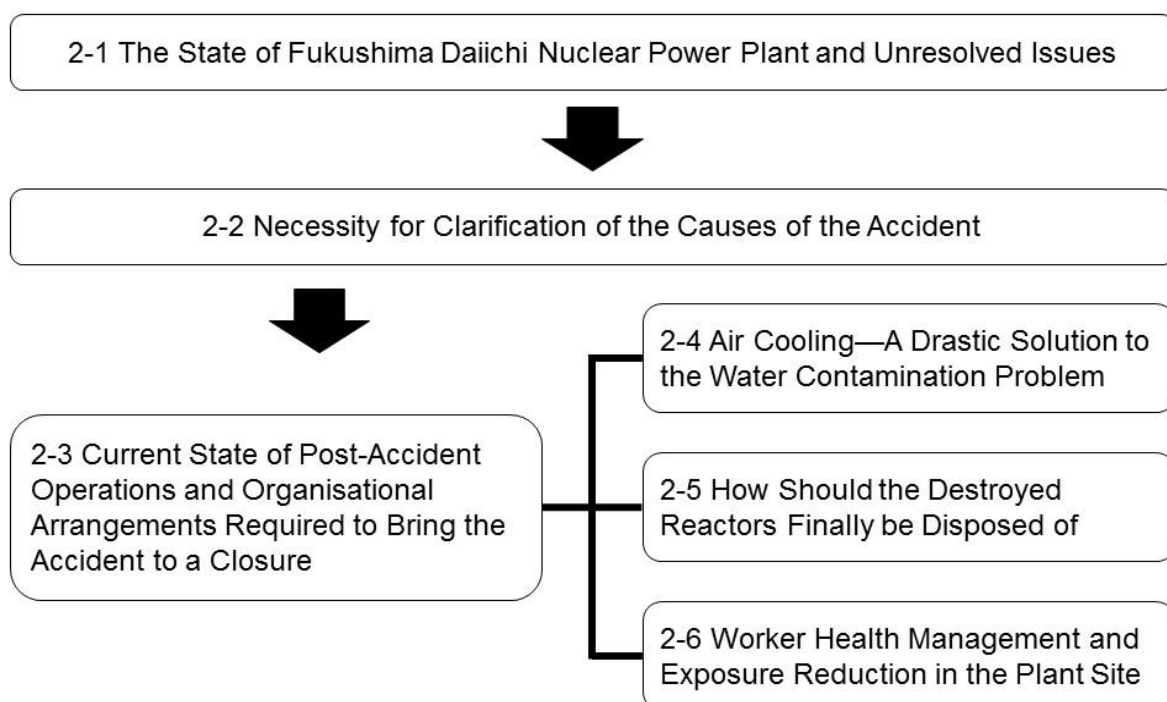 2-1 The State of Fukushima Daiichi Nuclear Power Plant and Unresolved Issues
2-2 Necessity for Clarification of the Causes of the Accident
2-3 Current State of Post-Accident
Operations and Organisational
Arrangements Required to Bring the
Accident to a Closure
2-4 Air Cooling—A Drastic Solution to
the Water Contamination Problem
2-5 How Should the Destroyed
Reactors Finally be Disposed of
2-6 Worker Health Management and
Exposure Reduction in the Plant Site